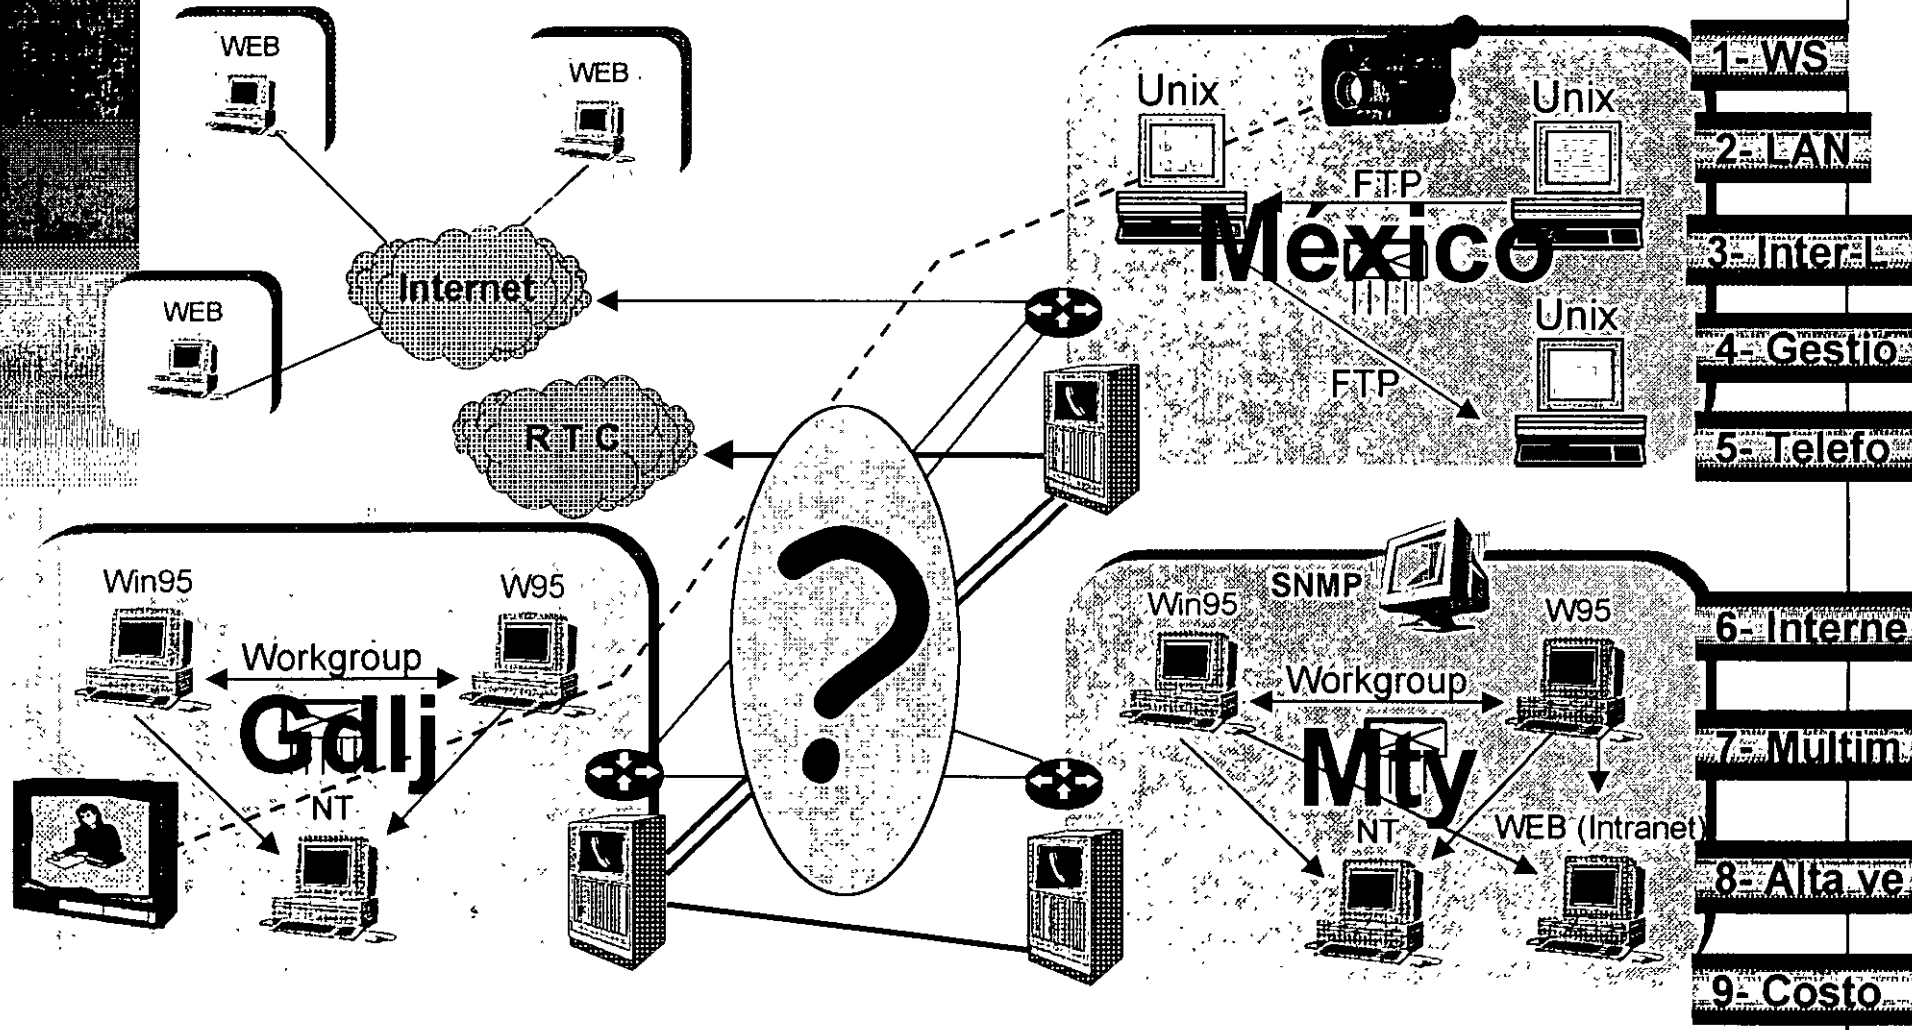 WEB
WEB
WEB
Internet
RTC
Unix
Unix
FTP
México
Unix
FTP
Win95
W95
Workgroup
Gdlj
NT
?
SNMP
Win95
W95
Workgroup
Mty
NT
WEB (Intranet)
1- WS
2- LAN
3- Inter-L
4- Gestio
5- Telefo
6- Interne
7- Multim
8- Alta ve
9- Costo